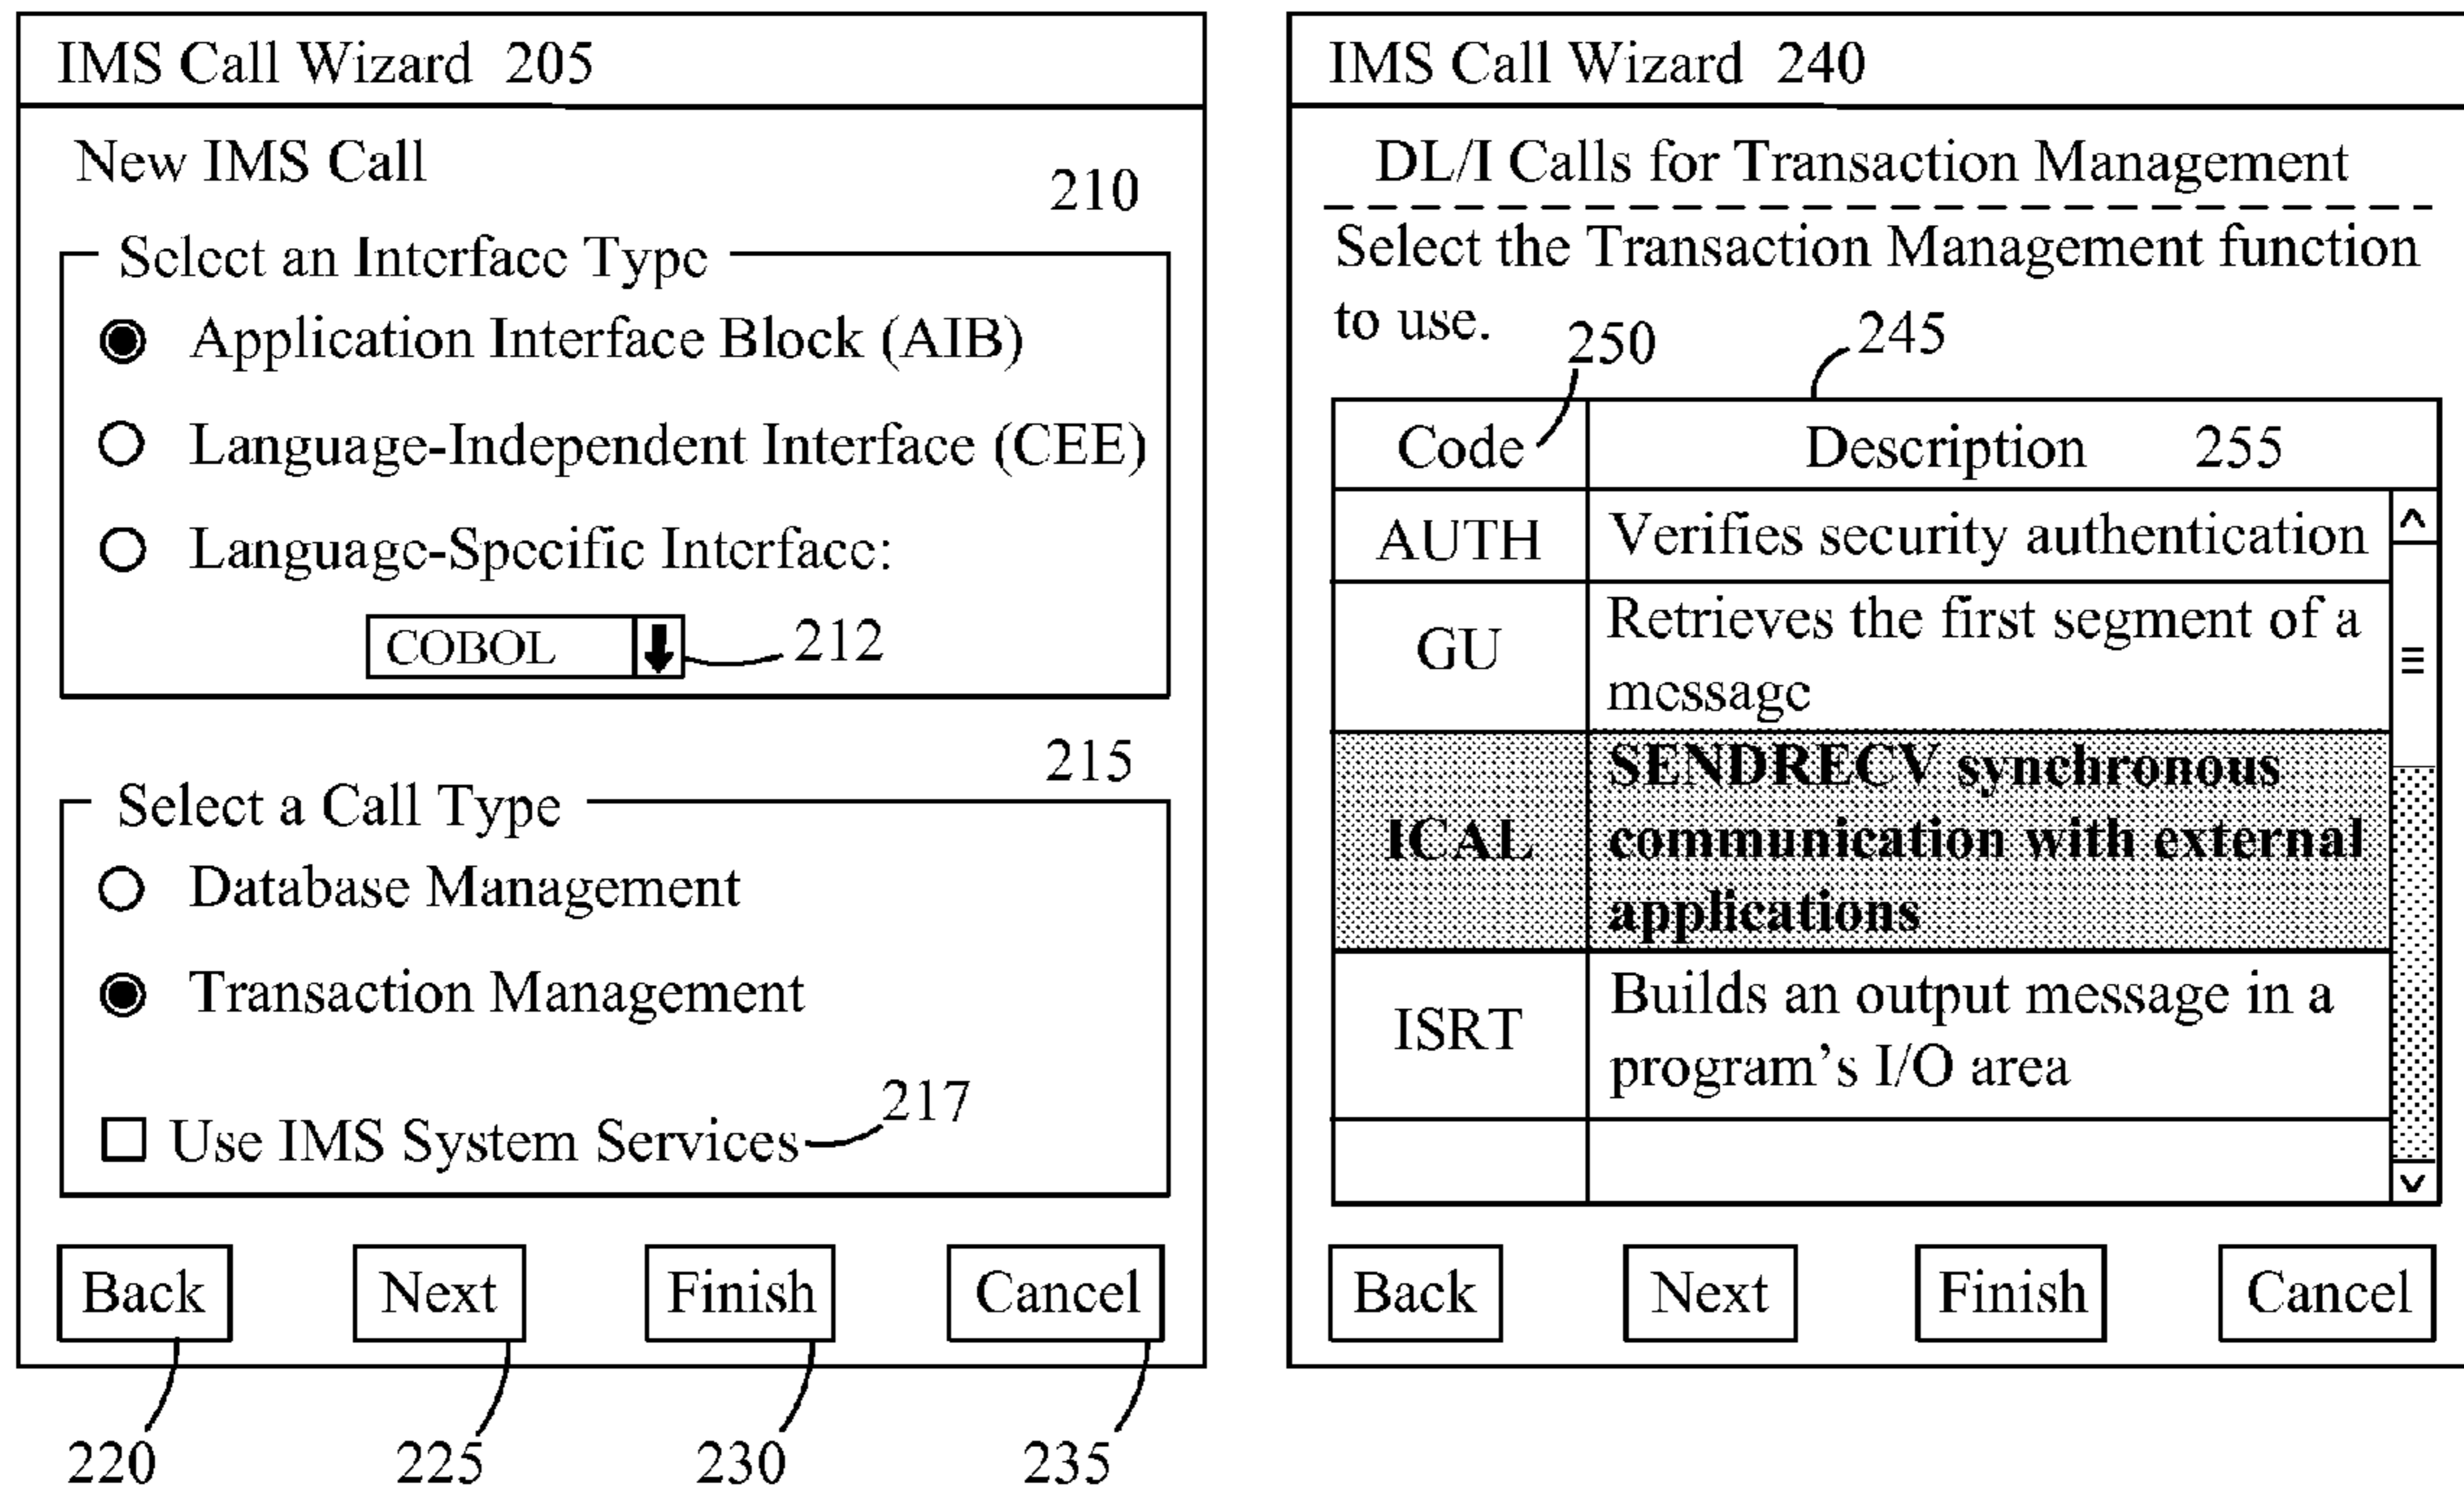 IMS Call Wizard 205
New IMS Call
210
Select an Interface Type
Application Interface Block (AIB)
Language-Independent Interface (CEE)
Language-Specific Interface:
COBOL
212
215
Select a Call Type
Database Management
Transaction Management
Use IMS System Services
217
Back
Next
Finish
Cancel
220
225
230
235
IMS Call Wizard 240
DL/I Calls for Transaction Management
Select the Transaction Management function
to use.
250
245
Code
Description 255
AUTH
Verifies security authentication
GU
Retrieves the first segment of a
message
ICAL
SENDRECV synchronous
communication with external
applications
ISRT
Builds an output message in a
program's I/O area
Back
Next
Finish
Cancel